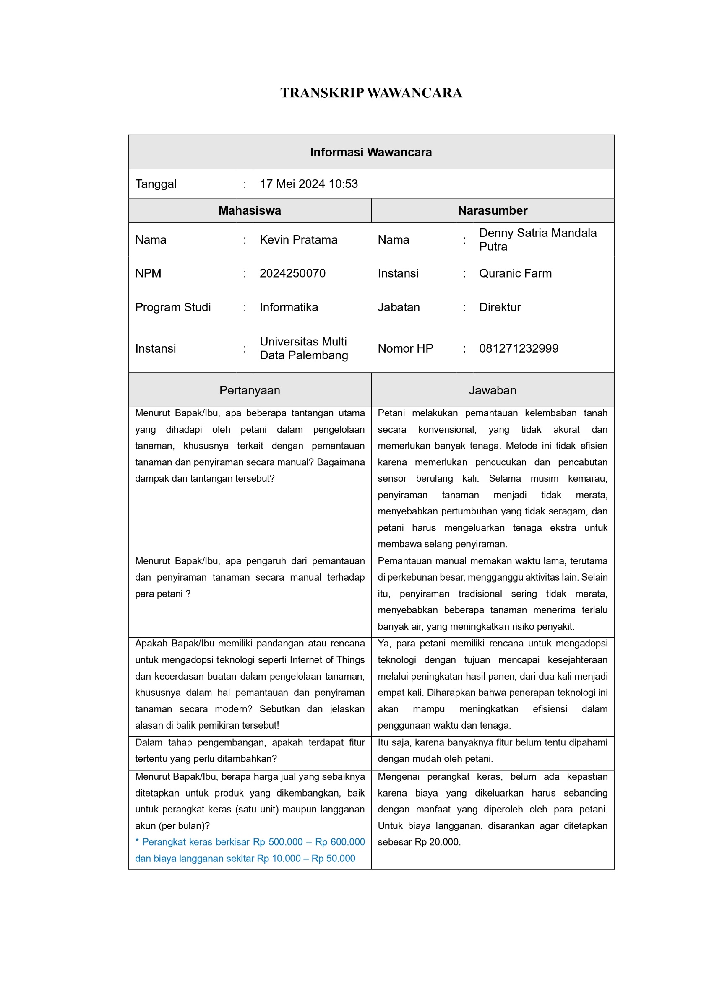 TRANSKRIP WAWANCARA
Informasi Wawancara
Tanggal : 17 Mei 2024 10:53
Mahasiswa Narasumber
Nama : Kevin Pratama Nama : Denny Satria Mandala Putra
NPM : 2024250070 Instansi : Quranic Farm
Program Studi : Informatika Jabatan : Direktur
Instansi : Universitas Multi Data Palembang Nomor HP : 081271232999
Pertanyaan Jawaban
Menurut Bapak/Ibu, apa beberapa tantangan utama
yang dihadapi oleh petani dalam pengelolaan
tanaman, khususnya terkait dengan pemantauan
tanaman dan penyiraman secara manual? Bagaimana
dampak dari tantangan tersebut?
Petani melakukan pemantauan kelembaban tanah
secara konvensional, yang tidak akurat dan
memerlukan banyak tenaga. Metode ini tidak efisien
karena memerlukan pencucukan dan pencabutan
sensor berulang kali. Selama musim kemarau,
penyiraman tanaman menjadi tidak merata,
menyebabkan pertumbuhan yang tidak seragam, dan
petani harus mengeluarkan tenaga ekstra untuk
membawa selang penyiraman.
Menurut Bapak/Ibu, apa pengaruh dari pemantauan
dan penyiraman tanaman secara manual terhadap
para petani ?
Pemantauan manual memakan waktu lama, terutama
di perkebunan besar, mengganggu aktivitas lain. Selain
itu, penyiraman tradisional sering tidak merata,
menyebabkan beberapa tanaman menerima terlalu
banyak air, yang meningkatkan risiko penyakit.
Apakah Bapak/Ibu memiliki pandangan atau rencana
untuk mengadopsi teknologi seperti Internet of Things
dan kecerdasan buatan dalam pengelolaan tanaman,
khususnya dalam hal pemantauan dan penyiraman
tanaman secara modern? Sebutkan dan jelaskan
alasan di balik pemikiran tersebut!
Ya, para petani memiliki rencana untuk mengadopsi
teknologi dengan tujuan mencapai kesejahteraan
melalui peningkatan hasil panen, dari dua kali menjadi
empat kali. Diharapkan bahwa penerapan teknologi ini
akan mampu meningkatkan efisiensi dalam
penggunaan waktu dan tenaga.
Dalam tahap pengembangan, apakah terdapat fitur
tertentu yang perlu ditambahkan?
Itu saja, karena banyaknya fitur belum tentu dipahami
dengan mudah oleh petani.
Menurut Bapak/Ibu, berapa harga jual yang sebaiknya
ditetapkan untuk produk yang dikembangkan, baik
untuk perangkat keras (satu unit) maupun langganan
akun (per bulan)?
* Perangkat keras berkisar Rp 500.000 – Rp 600.000
dan biaya langganan sekitar Rp 10.000 – Rp 50.000
Mengenai perangkat keras, belum ada kepastian
karena biaya yang dikeluarkan harus sebanding
dengan manfaat yang diperoleh oleh para petani.
Untuk biaya langganan, disarankan agar ditetapkan
sebesar Rp 20.000.